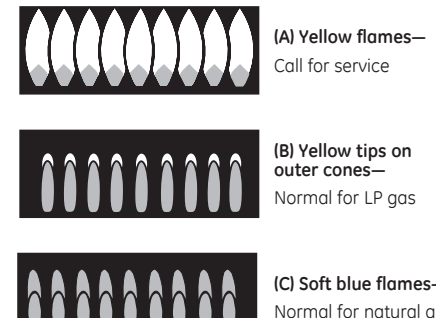 (A) Yellow flames—
Call for service
(B) Yellow tips on
outer cones—
Normal for LP gas
(C) Soft blue flames-
Normal for natural g